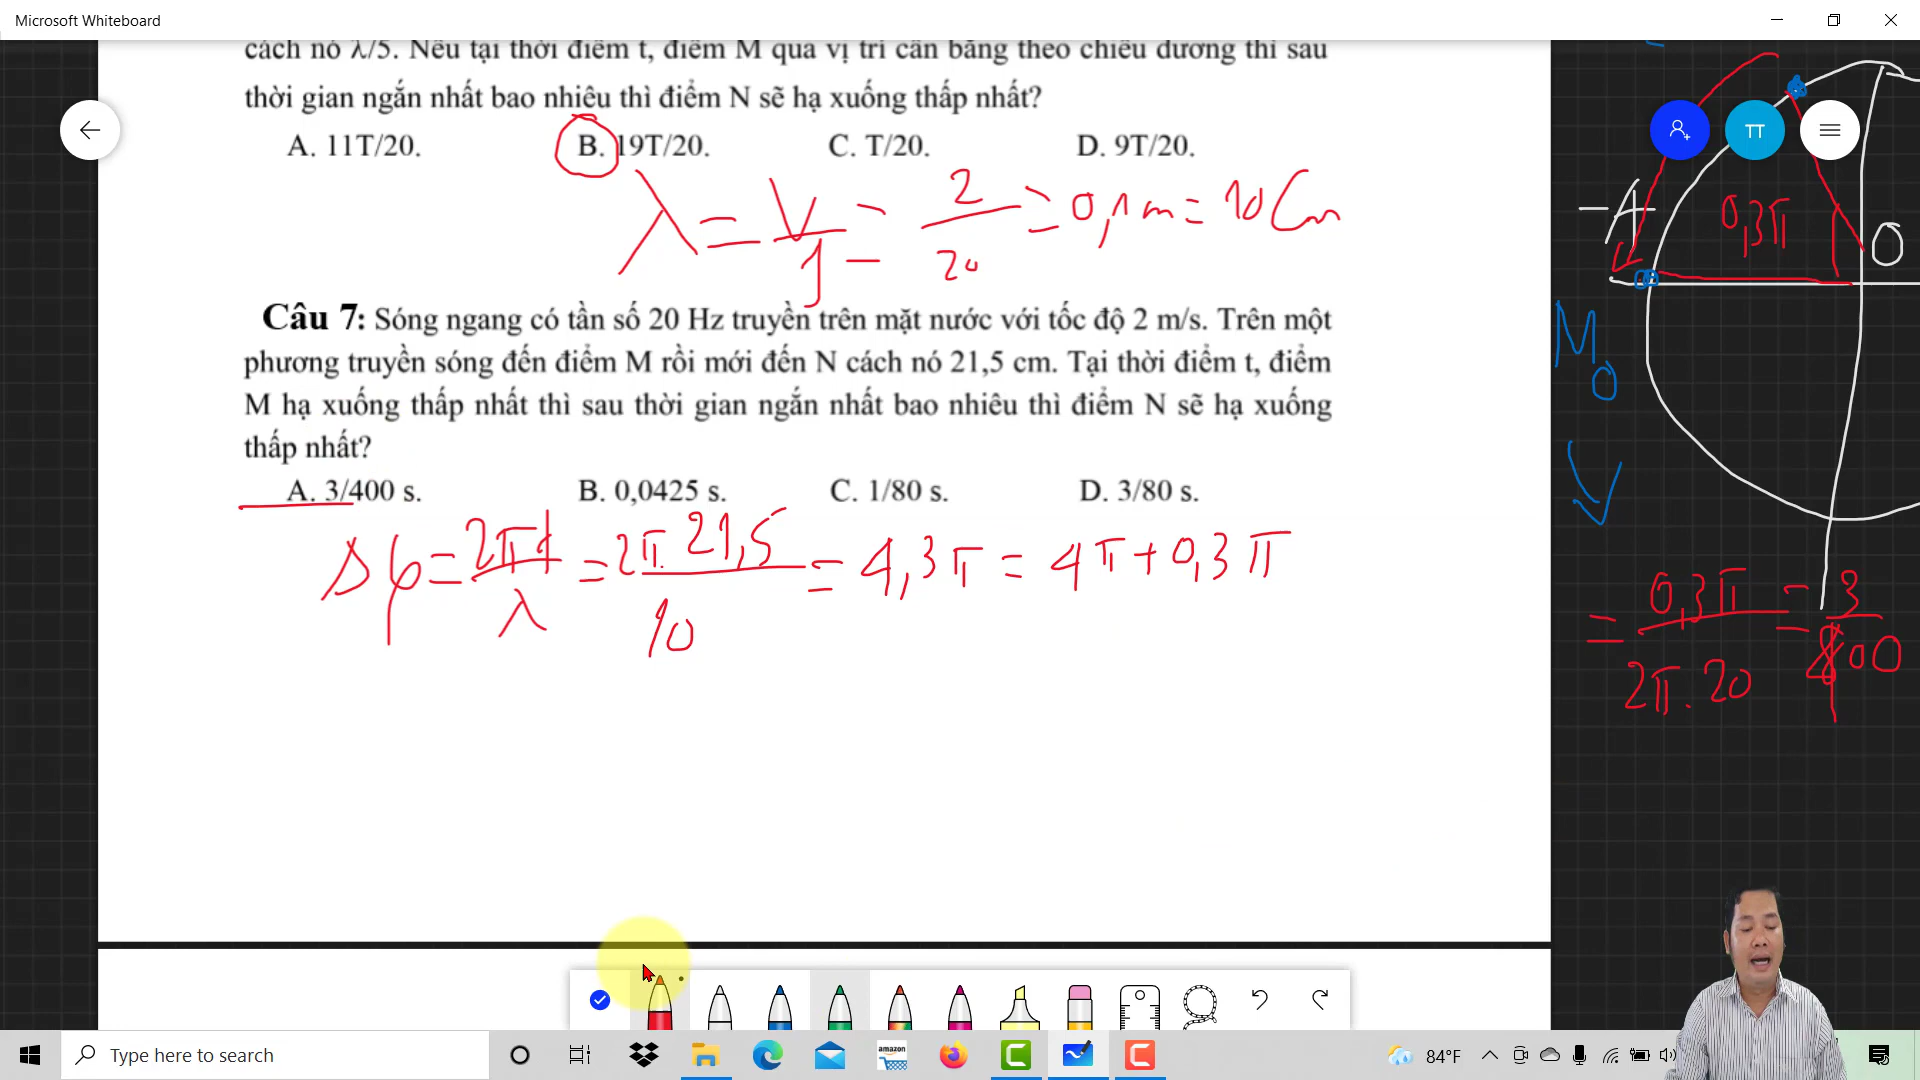 Microsoft Whiteboard
cách nó λ/5. Nếu tại thời điểm t, điểm M qua vị trí cân bằng theo chiều dương thì sau
thời gian ngắn nhất bao nhiêu thì điểm N sẽ hạ xuống thấp nhất?
A. 11T/20. B. 19T/20. C. T/20. D. 9T/20.
λ = V/f = 2/20 = 0,1m = 10 Cm
Câu 7: Sóng ngang có tần số 20 Hz truyền trên mặt nước với tốc độ 2 m/s. Trên một
phương truyền sóng đến điểm M rồi mới đến N cách nó 21,5 cm. Tại thời điểm t, điểm
M hạ xuống thấp nhất thì sau thời gian ngắn nhất bao nhiêu thì điểm N sẽ hạ xuống
thấp nhất?
A. 3/400 s. B. 0,0425 s. C. 1/80 s. D. 3/80 s.
Δφ = 2πd/λ = 2π.21,5/10 = 4,3π = 4π + 0,3π
TT
-A
0,3π
O
M
= 0,3π/2π.20 = 3/800
Type here to search
amazon
84°F